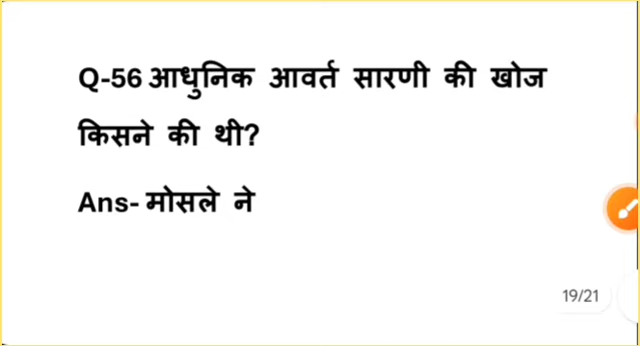 Q-56 आधुनिक आवर्त सारणी की खोज
किसने की थी?
Ans- मोसले ने
19/21